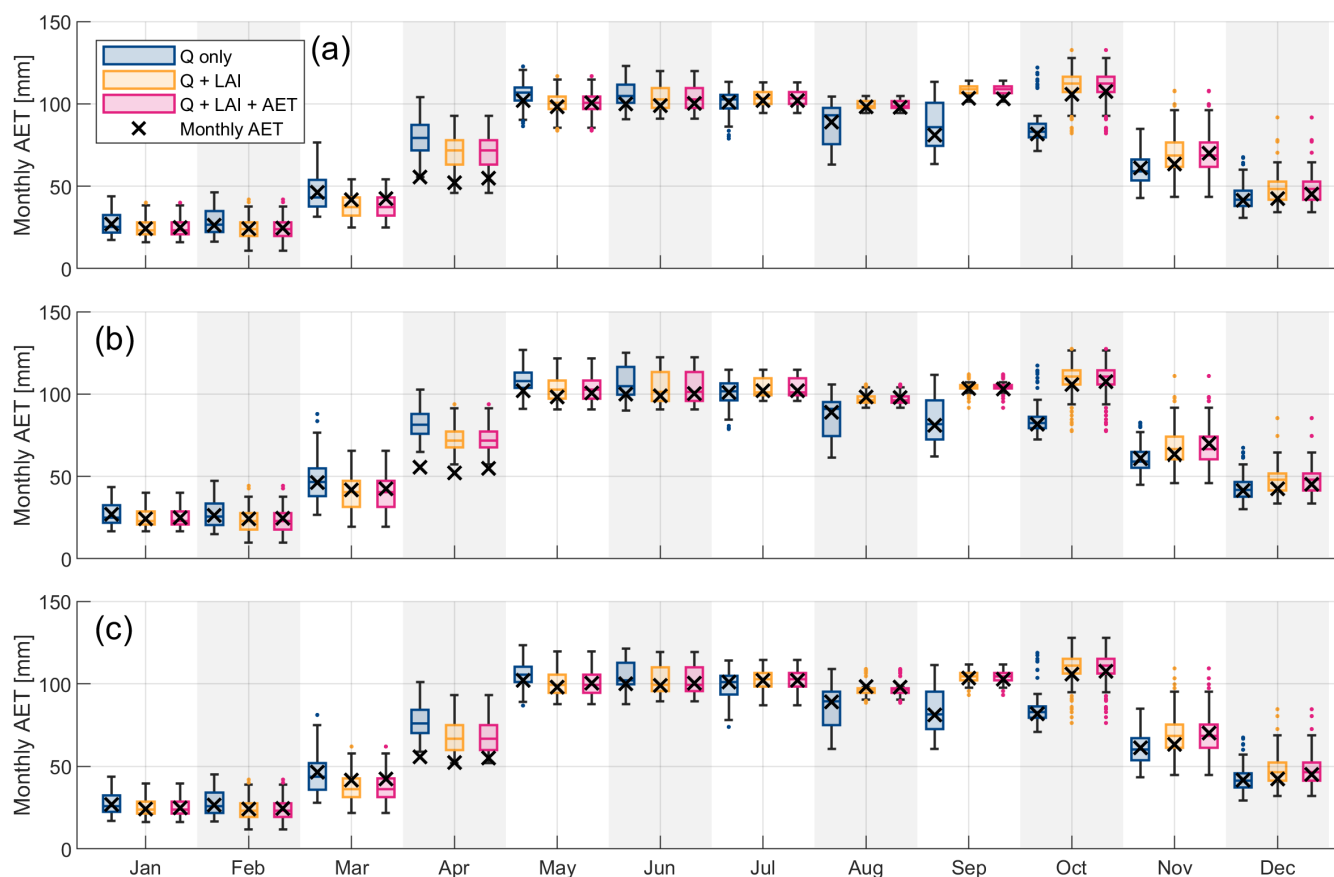 (a)
Q only
Q + LAI
Q + LAI + AET
Monthly AET
Monthly AET [mm]
150
100
50
0
(b)
Monthly AET [mm]
150
100
50
0
(c)
Monthly AET [mm]
150
100
50
0
Jan Feb Mar Apr May Jun Jul Aug Sep Oct Nov Dec